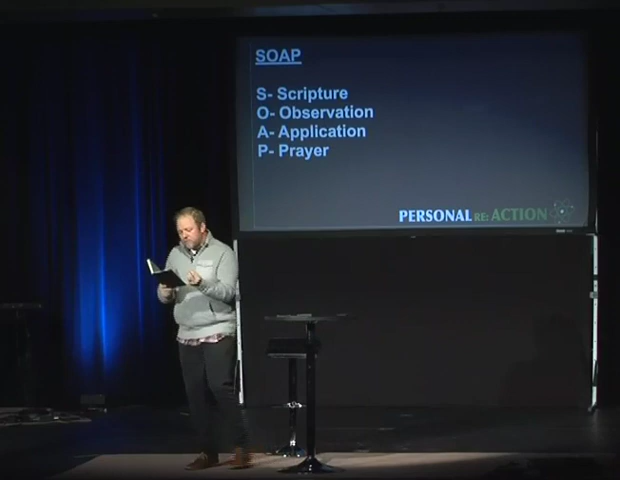 SOAP
S- Scripture
O- Observation
A- Application
P- Prayer
PERSONAL RE: ACTION